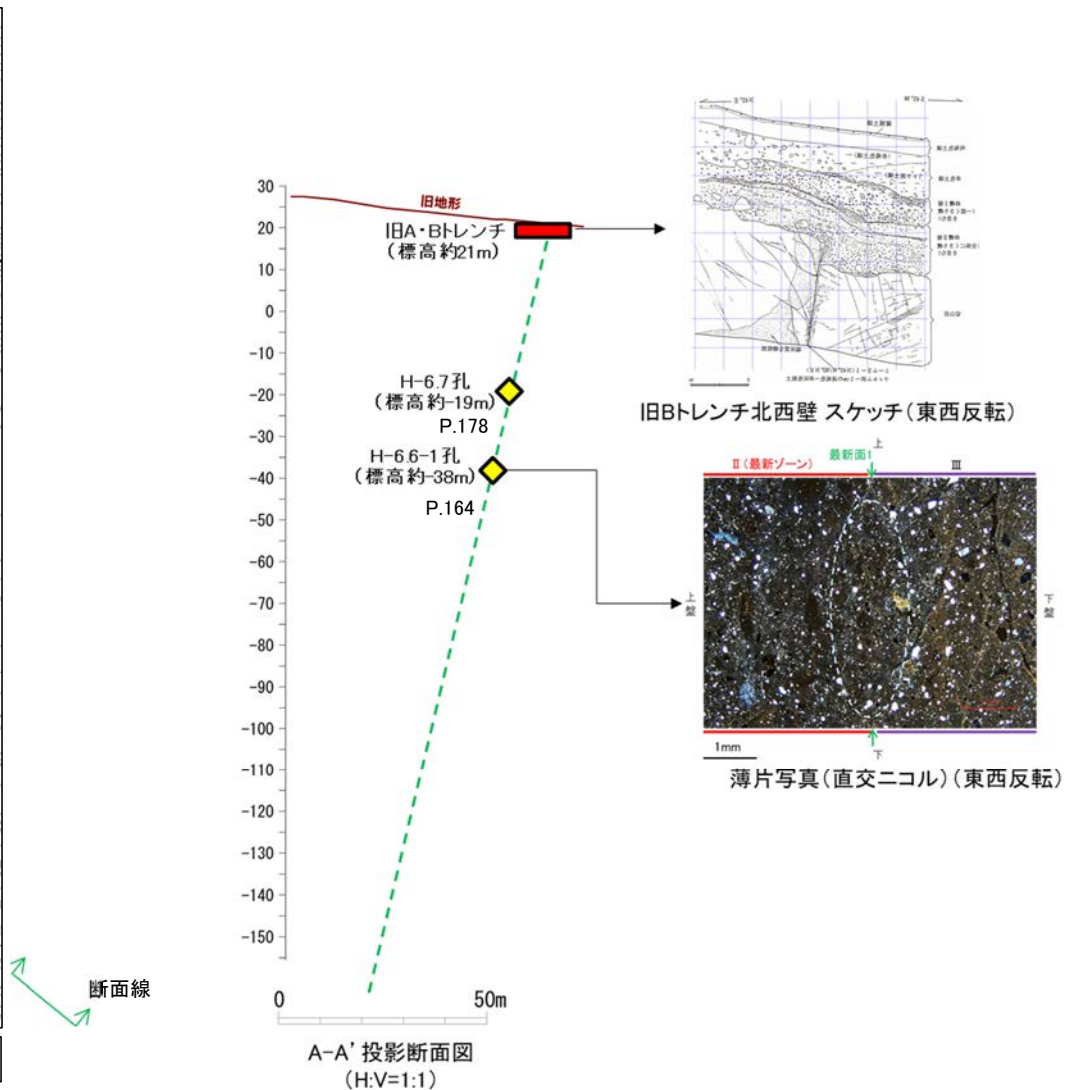 30
20
10
0
-10
-20
-30
-40
-50
-60
-70
-80
-90
-100
-110
-120
-130
-140
-150
旧地形
旧A・Bトレンチ
(標高約21m)
H-6.7孔
(標高約-19m)
P.178
H-6.6-1孔
(標高約-38m)
P.164
0 50m
A-A’投影断面図
(H:V=1:1)
断面線
旧Bトレンチ北西壁 スケッチ(東西反転)
上
Ⅱ(最新ゾーン) 最新面1 Ⅲ
上盤
下盤
下
1mm
薄片写真(直交ニコル)(東西反転)